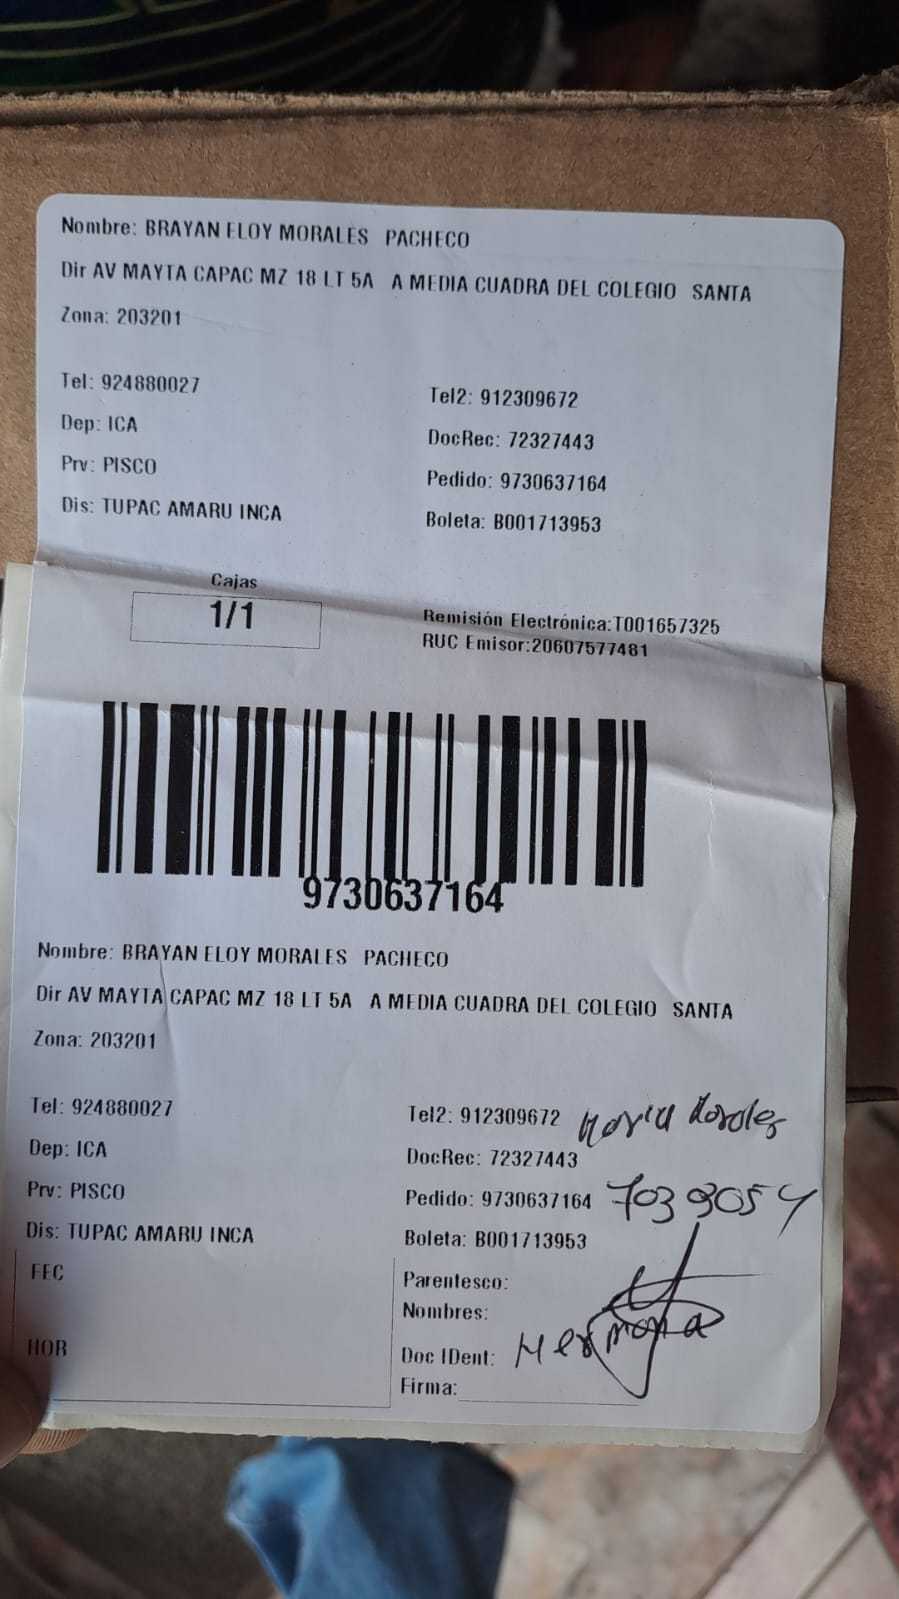 Nombre: BRAYAN ELOY MORALES PACHECO
Dir AV MAYTA CAPAC MZ 18 LT 5A A MEDIA CUADRA DEL COLEGIO SANTA
Zona: 203201
Tel: 924880027 Tel2: 912309672
Dep: ICA DocRec: 72327443
Prv: PISCO Pedido: 9730637164
Dis: TUPAC AMARU INCA Boleta: B001713953
Cajas
1/1
Remisión Electrónica:T001657325
RUC Emisor:20607577481
9730637164
Nombre: BRAYAN ELOY MORALES PACHECO
Dir AV MAYTA CAPAC MZ 18 LT 5A A MEDIA CUADRA DEL COLEGIO SANTA
Zona: 203201
Tel: 924880027 Tel2: 912309672 Morales
Dep: ICA DocRec: 72327443
Prv: PISCO Pedido: 9730637164
Dis: TUPAC AMARU INCA Boleta: B001713953
FEC Parentesco:
Nombres:
HOR Doc IDent: Hermana
Firma: